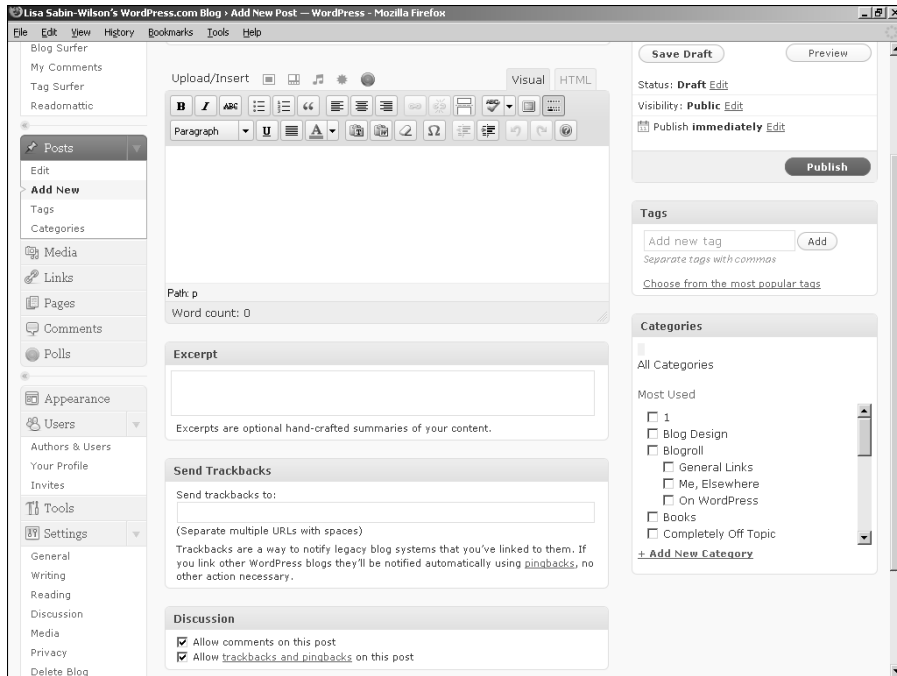 Lisa Sabin-Wilson's WordPress.com Blog › Add New Post — WordPress - Mozilla Firefox
File Edit View History Bookmarks Tools Help
Blog Surfer
My Comments
Tag Surfer
Readomattic
Posts
Edit
Add New
Tags
Categories
Media
Links
Pages
Comments
Polls
Appearance
Users
Authors & Users
Your Profile
Invites
Tools
Settings
General
Writing
Reading
Discussion
Media
Privacy
Delete Blog
Upload/Insert
Visual HTML
B I ABC
Paragraph U A Ω
Path: p
Word count: 0
Excerpt
Excerpts are optional hand-crafted summaries of your content.
Send Trackbacks
Send trackbacks to:
(Separate multiple URLs with spaces)
Trackbacks are a way to notify legacy blog systems that you've linked to them. If
you link other WordPress blogs they'll be notified automatically using pingbacks, no
other action necessary.
Discussion
Allow comments on this post
Allow trackbacks and pingbacks on this post
Save Draft Preview
Status: Draft Edit
Visibility: Public Edit
Publish immediately Edit
Publish
Tags
Add new tag Add
Separate tags with commas
Choose from the most popular tags
Categories
All Categories
Most Used
1
Blog Design
Blogroll
General Links
Me, Elsewhere
On WordPress
Books
Completely Off Topic
+ Add New Category